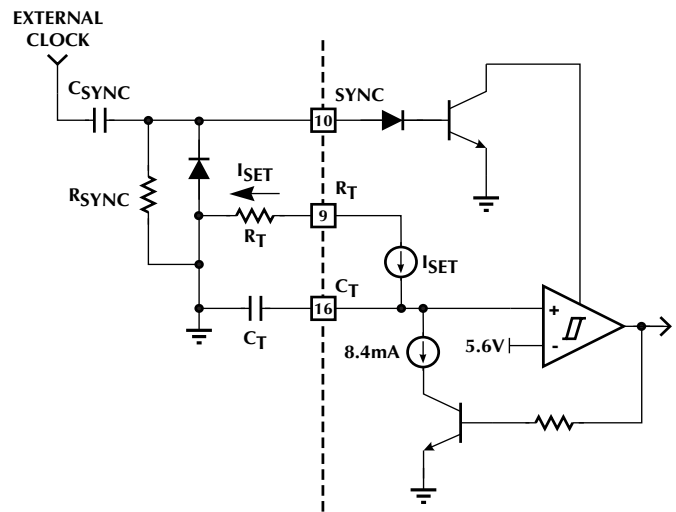 EXTERNAL
CLOCK
CSYNC
SYNC
10
ISET
RT
RSYNC
9
RT
ISET
CT
16
CT
+
8.4mA
5.6V
-